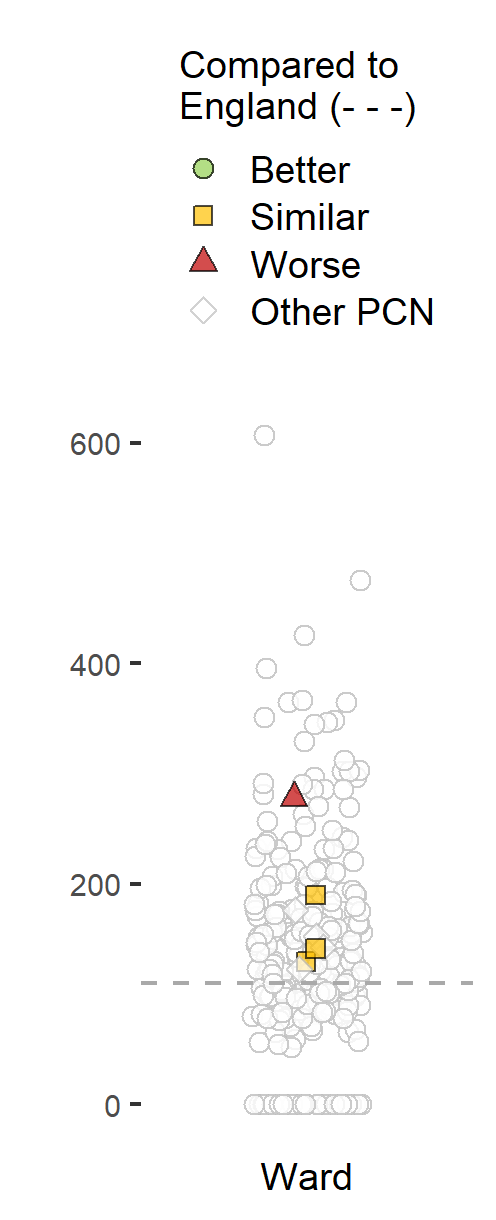 Compared to
England (- - -)
Better
Similar
Worse
Other PCN
600
400
200
0
Ward